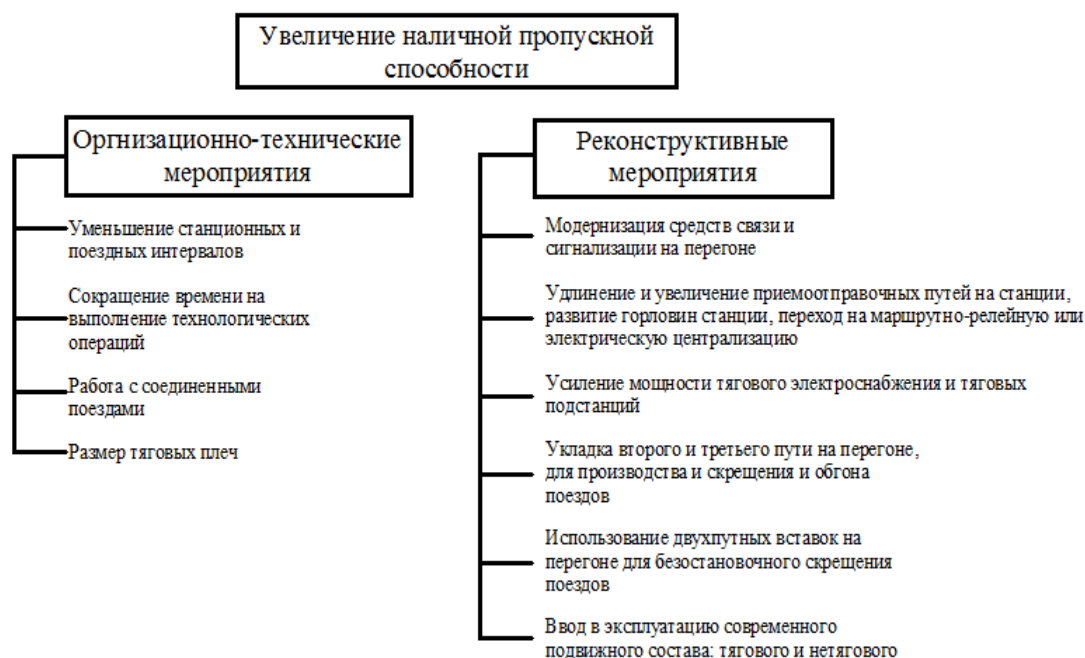 Увеличение наличной пропускной
способности
Оргнизационно-технические
мероприятия
Уменьшение станционных и
поездных интервалов
Сокращение времени на
выполнение технологических
операций
Работа с соединенными
поездами
Размер тяговых плеч
Реконструктивные
мероприятия
Модернизация средств связи и
сигнализации на перегоне
Удлинение и увеличение приемоотправочных путей на станции,
развитие горловин станции, переход на маршрутно-релейную или
электрическую централизацию
Усиление мощности тягового электроснабжения и тяговых
подстанций
Укладка второго и третьего пути на перегоне,
для производства и скрещения и обгона
поездов
Использование двухпутных вставок на
перегоне для безостановочного скрещения
поездов
Ввод в эксплуатацию современного
подвижного состава: тягового и нетягового